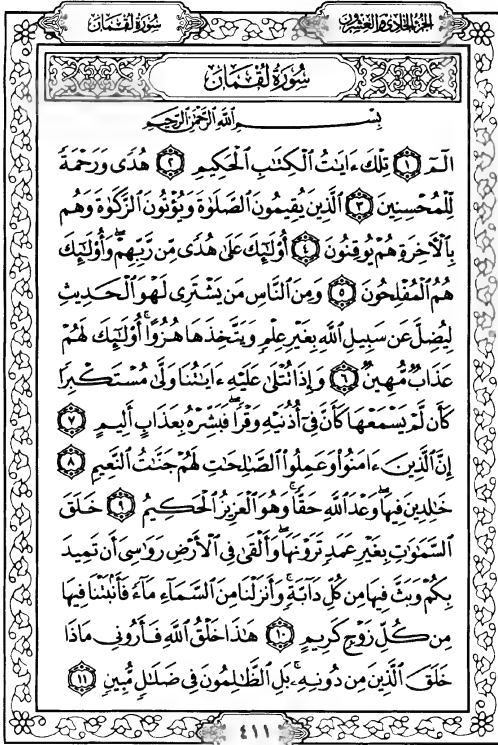 سُورَةُ لُقْمَان
الجزء الحادي والعشرون
سُورَةُ لُقْمَان
بِسْمِ ٱللَّهِ ٱلرَّحْمَٰنِ ٱلرَّحِيمِ
الٓمٓ ١ تِلْكَ ءَايَٰتُ ٱلْكِتَٰبِ ٱلْحَكِيمِ ٢ هُدًى وَرَحْمَةً
لِّلْمُحْسِنِينَ ٣ ٱلَّذِينَ يُقِيمُونَ ٱلصَّلَوٰةَ وَيُؤْتُونَ ٱلزَّكَوٰةَ وَهُم
بِٱلْءَاخِرَةِ هُمْ يُوقِنُونَ ٤ أُوْلَٰٓئِكَ عَلَىٰ هُدًى مِّن رَّبِّهِمْ ۖ وَأُوْلَٰٓئِكَ
هُمُ ٱلْمُفْلِحُونَ ٥ وَمِنَ ٱلنَّاسِ مَن يَشْتَرِى لَهْوَ ٱلْحَدِيثِ
لِيُضِلَّ عَن سَبِيلِ ٱللَّهِ بِغَيْرِ عِلْمٍ وَيَتَّخِذَهَا هُزُوًا ۚ أُوْلَٰٓئِكَ لَهُمْ
عَذَابٌ مُّهِينٌ ٦ وَإِذَا تُتْلَىٰ عَلَيْهِ ءَايَٰتُنَا وَلَّىٰ مُسْتَكْبِرًا
كَأَن لَّمْ يَسْمَعْهَا كَأَنَّ فِىٓ أُذُنَيْهِ وَقْرًا ۖ فَبَشِّرْهُ بِعَذَابٍ أَلِيمٍ ٧
إِنَّ ٱلَّذِينَ ءَامَنُوا۟ وَعَمِلُوا۟ ٱلصَّٰلِحَٰتِ لَهُمْ جَنَّٰتُ ٱلنَّعِيمِ ٨
خَٰلِدِينَ فِيهَا ۖ وَعْدَ ٱللَّهِ حَقًّا ۚ وَهُوَ ٱلْعَزِيزُ ٱلْحَكِيمُ ٩ خَلَقَ
ٱلسَّمَٰوَٰتِ بِغَيْرِ عَمَدٍ تَرَوْنَهَا ۖ وَأَلْقَىٰ فِى ٱلْأَرْضِ رَوَٰسِىَ أَن تَمِيدَ
بِكُمْ وَبَثَّ فِيهَا مِن كُلِّ دَآبَّةٍ ۚ وَأَنزَلْنَا مِنَ ٱلسَّمَآءِ مَآءً فَأَنۢبَتْنَا فِيهَا
مِن كُلِّ زَوْجٍ كَرِيمٍ ١٠ هَٰذَا خَلْقُ ٱللَّهِ فَأَرُونِى مَاذَا
خَلَقَ ٱلَّذِينَ مِن دُونِهِۦ ۚ بَلِ ٱلظَّٰلِمُونَ فِى ضَلَٰلٍ مُّبِينٍ ١١
٤١١